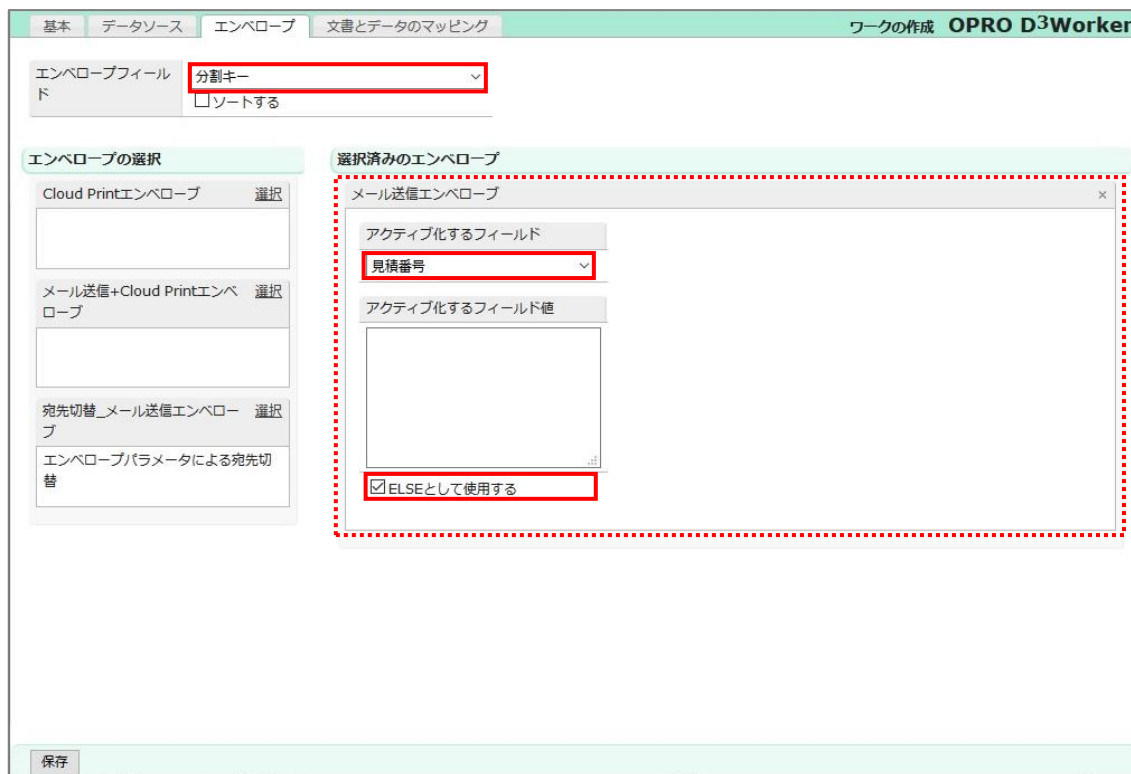 基本 データソース エンベロープ 文書とデータのマッピング ワークの作成 OPRO D3Worker
エンベロープフィール
ド
分割キー
ソートする
エンベロープの選択
Cloud Printエンベロープ 選択
メール送信+Cloud Printエンベ 選択
ロープ
宛先切替_メール送信エンベロー 選択
プ
エンベロープパラメータによる宛先切
替
選択済みのエンベロープ
メール送信エンベロープ ×
アクティブ化するフィールド
見積番号
アクティブ化するフィールド値
ELSEとして使用する
保存